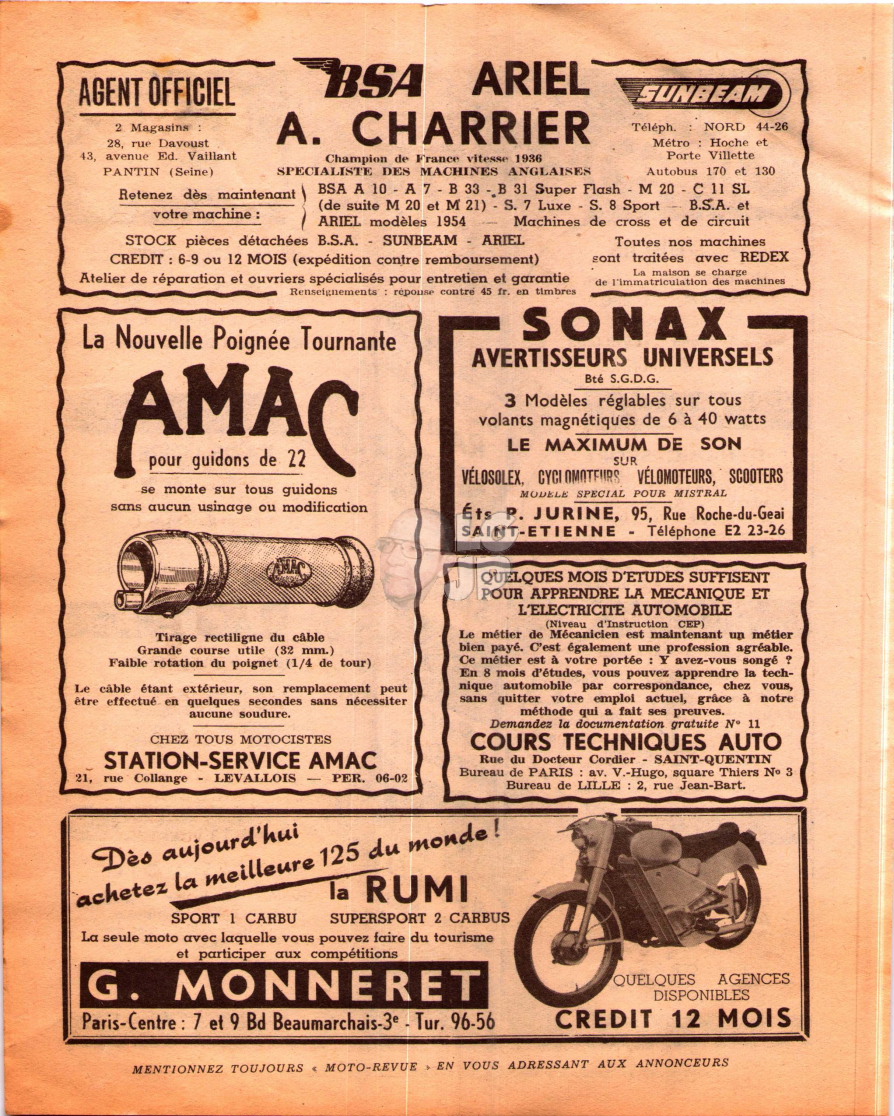 AGENT OFFICIEL
2 Magasins :
28, rue Davoust
43, avenue Ed. Vaillant
PANTIN (Seine)
BSA ARIEL
A. CHARRIER
Champion de France vitesse 1936
SPECIALISTE DES MACHINES ANGLAISES
SUNBEAM
Téléph. : NORD 44-26
Métro : Hoche et
Porte Villette
Autobus 170 et 130
Retenez dès maintenant
votre machine :
BSA A 10 - A 7 - B 33 - B 31 Super Flash - M 20 - C 11 SL
(de suite M 20 et M 21) - S. 7 Luxe - S. 8 Sport — B.S.A. et
ARIEL modèles 1954 — Machines de cross et de circuit
STOCK pièces détachées B.S.A. - SUNBEAM - ARIEL
CREDIT : 6-9 ou 12 MOIS (expédition contre remboursement)
Atelier de réparation et ouvriers spécialisés pour entretien et garantie
Renseignements : réponse contre 45 fr. en timbres
Toutes nos machines
sont traitées avec REDEX
La maison se charge
de l'immatriculation des machines
La Nouvelle Poignée Tournante
AMAC
pour guidons de 22
se monte sur tous guidons
sans aucun usinage ou modification
AMAC
Tirage rectiligne du câble
Grande course utile (32 mm.)
Faible rotation du poignet (1/4 de tour)
Le câble étant extérieur, son remplacement peut
être effectué en quelques secondes sans nécessiter
aucune soudure.
CHEZ TOUS MOTOCISTES
STATION-SERVICE AMAC
21, rue Collange - LEVALLOIS — PER. 06-02
SONAX
AVERTISSEURS UNIVERSELS
Bté S.G.D.G.
3 Modèles réglables sur tous
volants magnétiques de 6 à 40 watts
LE MAXIMUM DE SON
SUR
VÉLOSOLEX, CYCLOMOTEURS, VÉLOMOTEURS, SCOOTERS
MODELE SPECIAL POUR MISTRAL
Éts P. JURINE, 95, Rue Roche-du-Geai
SAINT-ETIENNE - Téléphone E2 23-26
LC
JB
QUELQUES MOIS D'ETUDES SUFFISENT
POUR APPRENDRE LA MECANIQUE ET
L'ELECTRICITE AUTOMOBILE
(Niveau d'Instruction CEP)
Le métier de Mécanicien est maintenant un métier
bien payé. C'est également une profession agréable.
Ce métier est à votre portée : Y avez-vous songé ?
En 8 mois d'études, vous pouvez apprendre la tech-
nique automobile par correspondance, chez vous,
sans quitter votre emploi actuel, grâce à notre
méthode qui a fait ses preuves.
Demandez la documentation gratuite N° 11
COURS TECHNIQUES AUTO
Rue du Docteur Cordier - SAINT-QUENTIN
Bureau de PARIS : av. V.-Hugo, square Thiers No 3
Bureau de LILLE : 2, rue Jean-Bart.
Dès aujourd'hui
achetez la meilleure 125 du monde !
la RUMI
SPORT 1 CARBU SUPERSPORT 2 CARBUS
La seule moto avec laquelle vous pouvez faire du tourisme
et participer aux compétitions
G. MONNERET
Paris-Centre : 7 et 9 Bd Beaumarchais-3e - Tur. 96-56
QUELQUES AGENCES
DISPONIBLES
CREDIT 12 MOIS
MENTIONNEZ TOUJOURS « MOTO-REVUE » EN VOUS ADRESSANT AUX ANNONCEURS